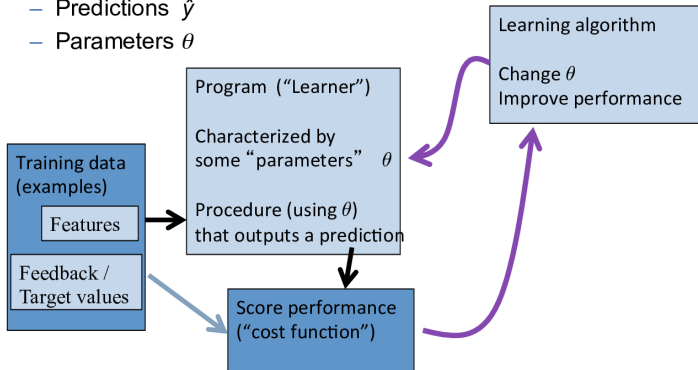 – Predictions ŷ
– Parameters θ
Learning algorithm
Change θ
Improve performance
Program (“Learner”)
Characterized by
some “parameters” θ
Procedure (using θ)
that outputs a prediction
Training data
(examples)
Features
Feedback /
Target values
Score performance
(“cost function”)